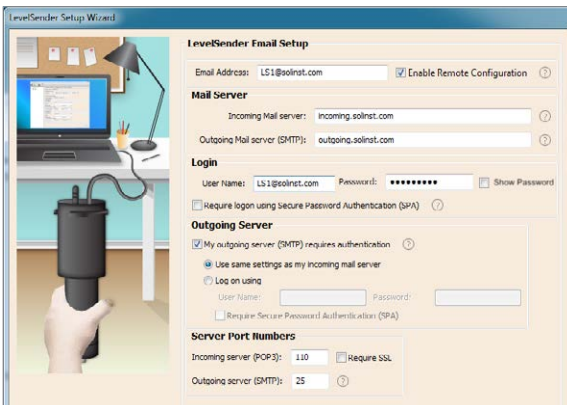 LevelSender Setup Wizard
LevelSender Email Setup
Email Address: LS1@solinst.com Enable Remote Configuration ?
Mail Server
Incoming Mail server: incoming.solinst.com ?
Outgoing Mail server (SMTP): outgoing.solinst.com ?
Login
User Name: LS1@solinst.com Password: ••••••••• Show Password
Require logon using Secure Password Authentication (SPA) ?
Outgoing Server
My outgoing server (SMTP) requires authentication ?
Use same settings as my incoming mail server
Log on using
User Name: Password:
Require Secure Password Authentication (SPA)
Server Port Numbers
Incoming server (POP3): 110 Require SSL
Outgoing server (SMTP): 25 ?